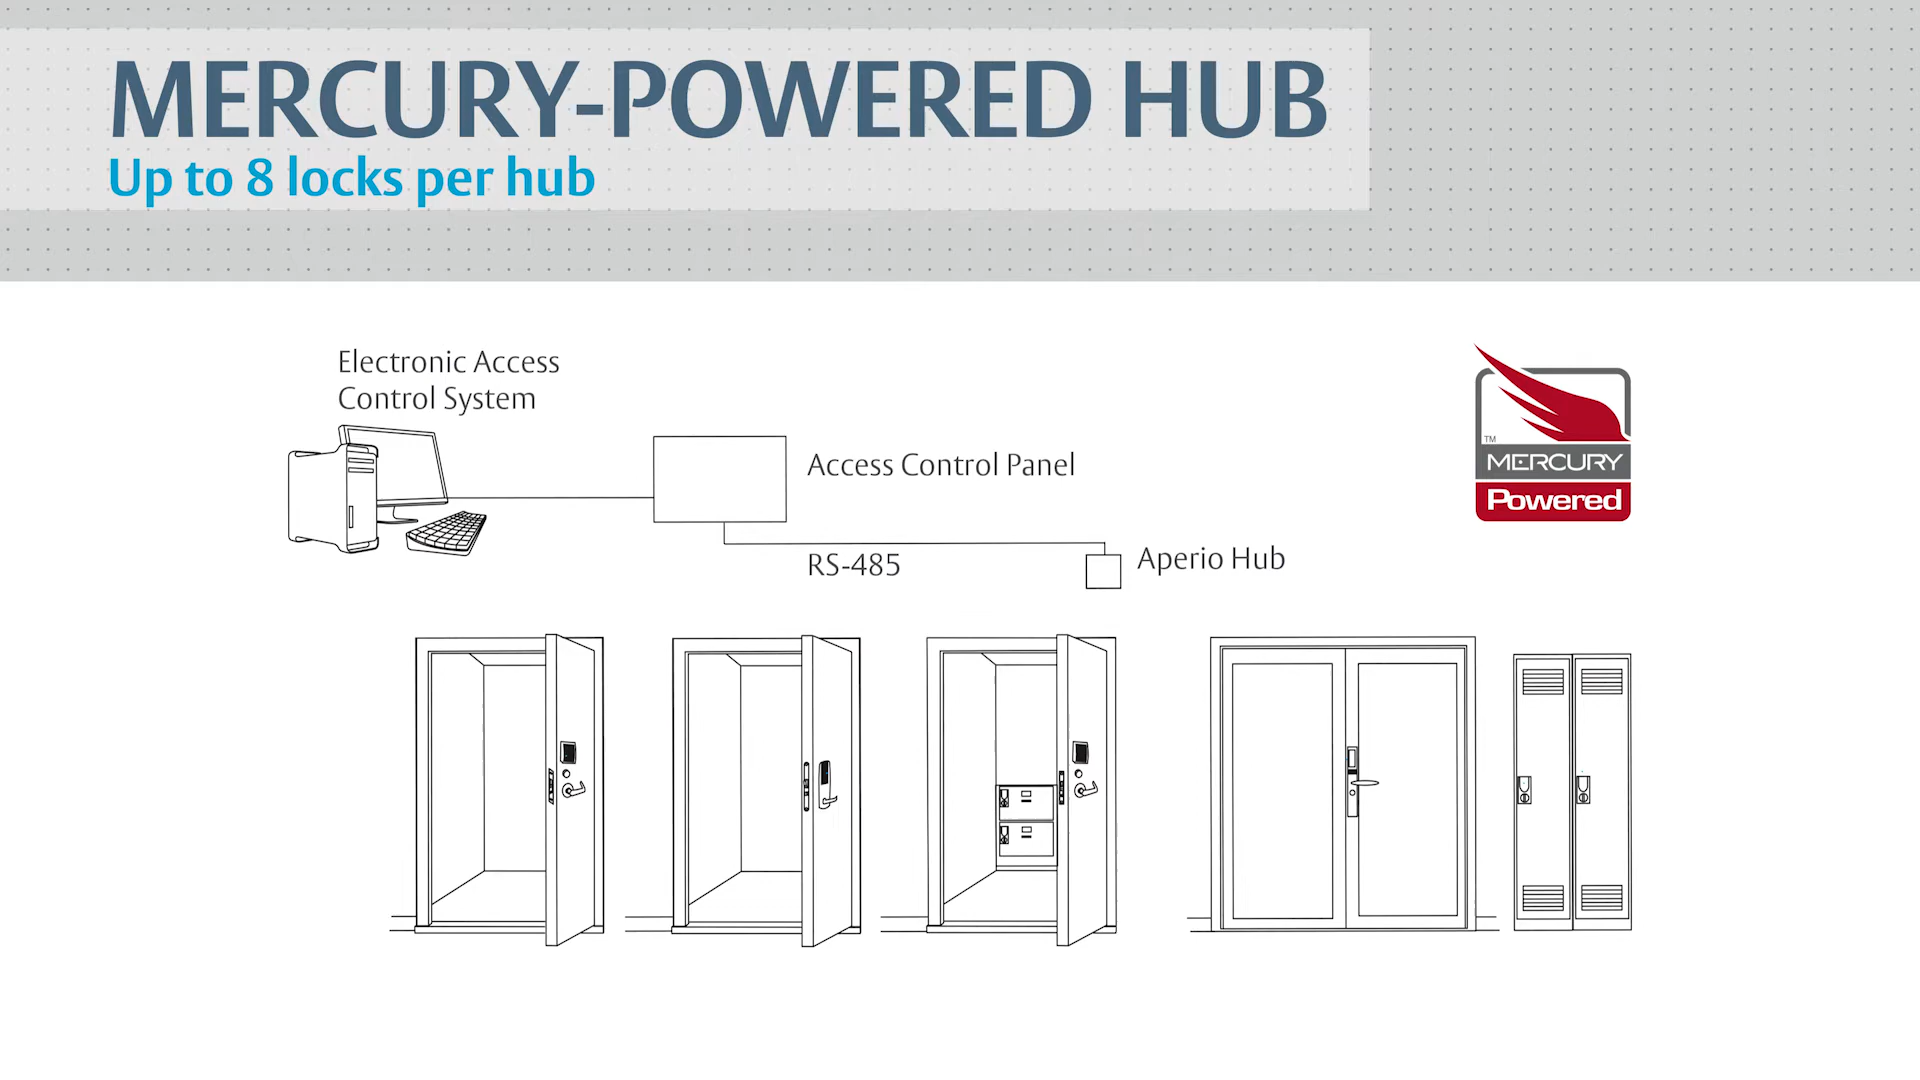 MERCURY-POWERED HUB
Up to 8 locks per hub
Electronic Access
Control System
Access Control Panel
RS-485
Aperio Hub
TM
MERCURY
Powered